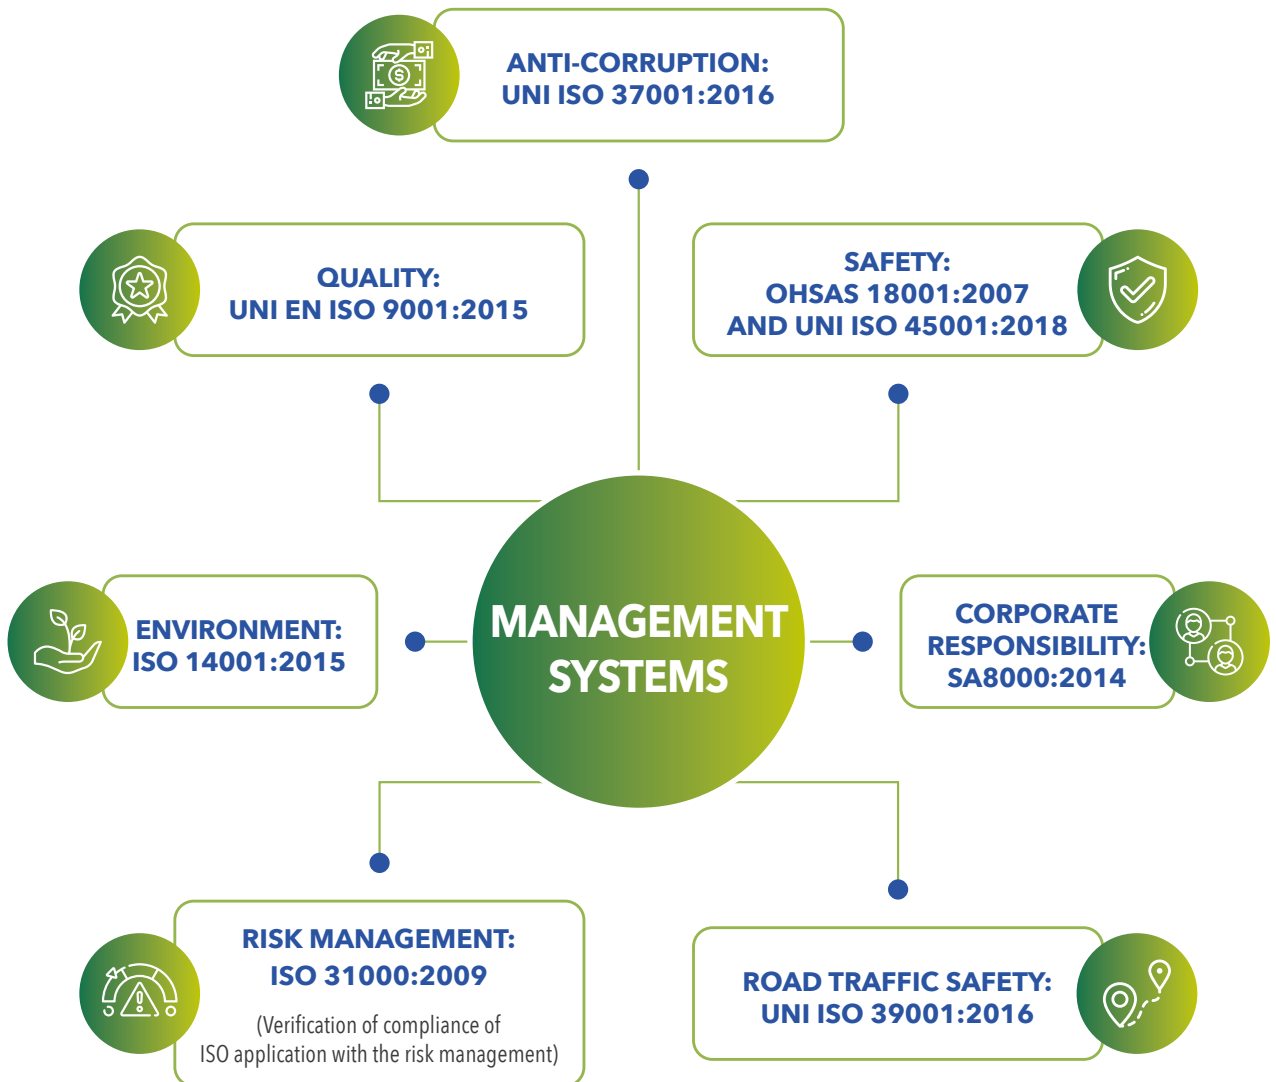 ANTI-CORRUPTION:
UNI ISO 37001:2016
QUALITY:
UNI EN ISO 9001:2015
SAFETY:
OHSAS 18001:2007
AND UNI ISO 45001:2018
ENVIRONMENT:
ISO 14001:2015
MANAGEMENT
SYSTEMS
CORPORATE
RESPONSIBILITY:
SA8000:2014
RISK MANAGEMENT:
ISO 31000:2009
(Verification of compliance of
ISO application with the risk management)
ROAD TRAFFIC SAFETY:
UNI ISO 39001:2016